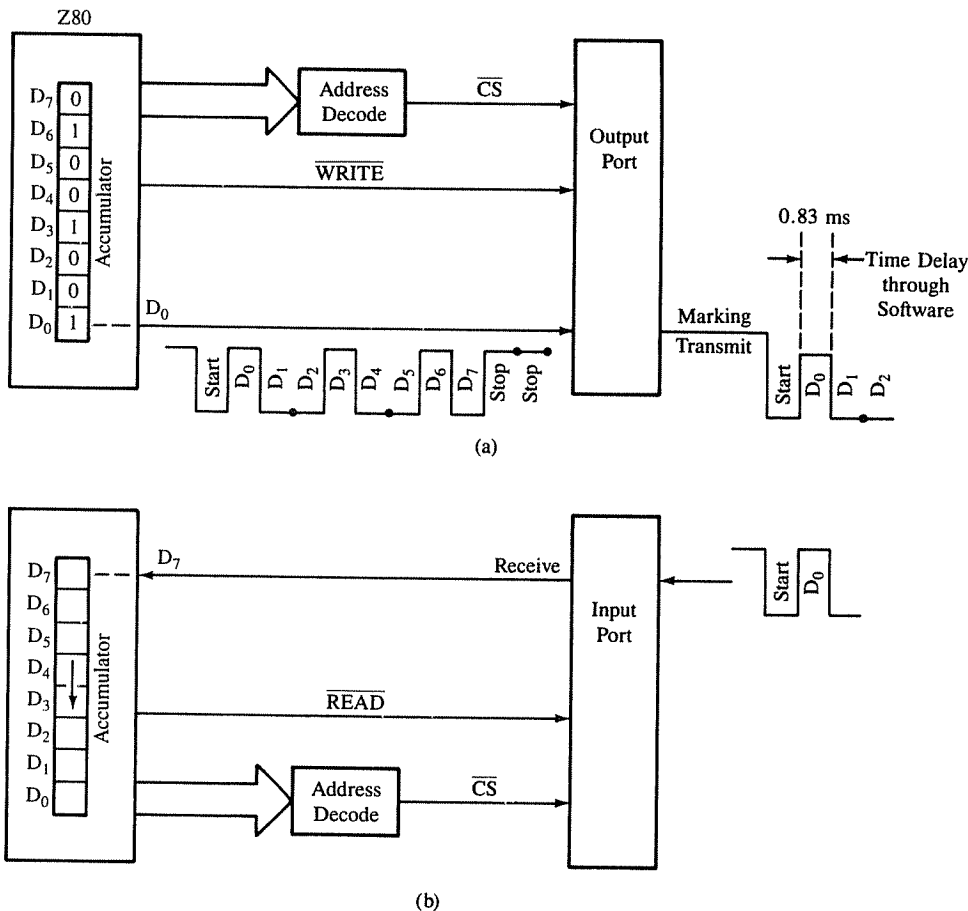 Z80
D7 0
D6 1
D5 0
D4 0
D3 1
D2 0
D1 0
D0 1
Accumulator
Address
Decode
CS
WRITE
D0
Output
Port
0.83 ms
Time Delay
through
Software
Marking
Transmit
Start D0 D1 D2 D3 D4 D5 D6 D7 Stop Stop
Start D0 D1 D2
(a)
D7
D6
D5
D4
D3
D2
D1
D0
Accumulator
D7
Receive
Input
Port
Start D0
READ
Address
Decode
CS
(b)